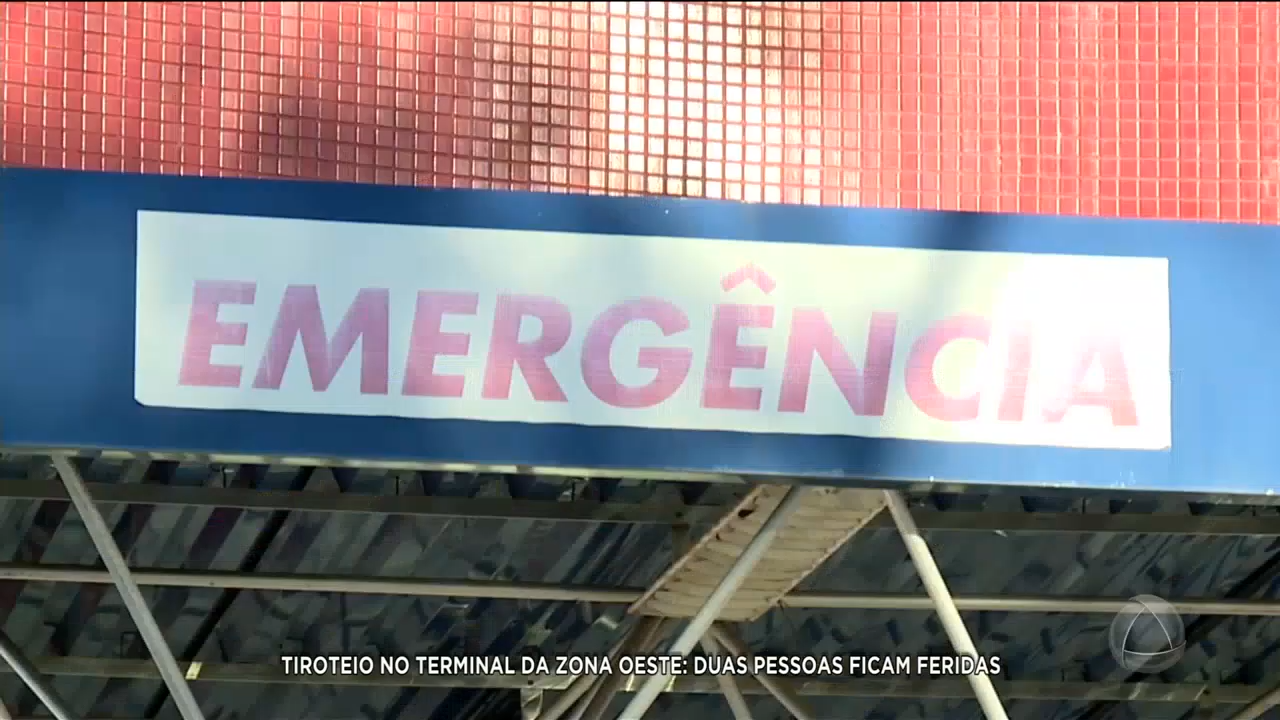 EMERGÊNCIA
TIROTEIO NO TERMINAL DA ZONA OESTE: DUAS PESSOAS FICAM FERIDAS